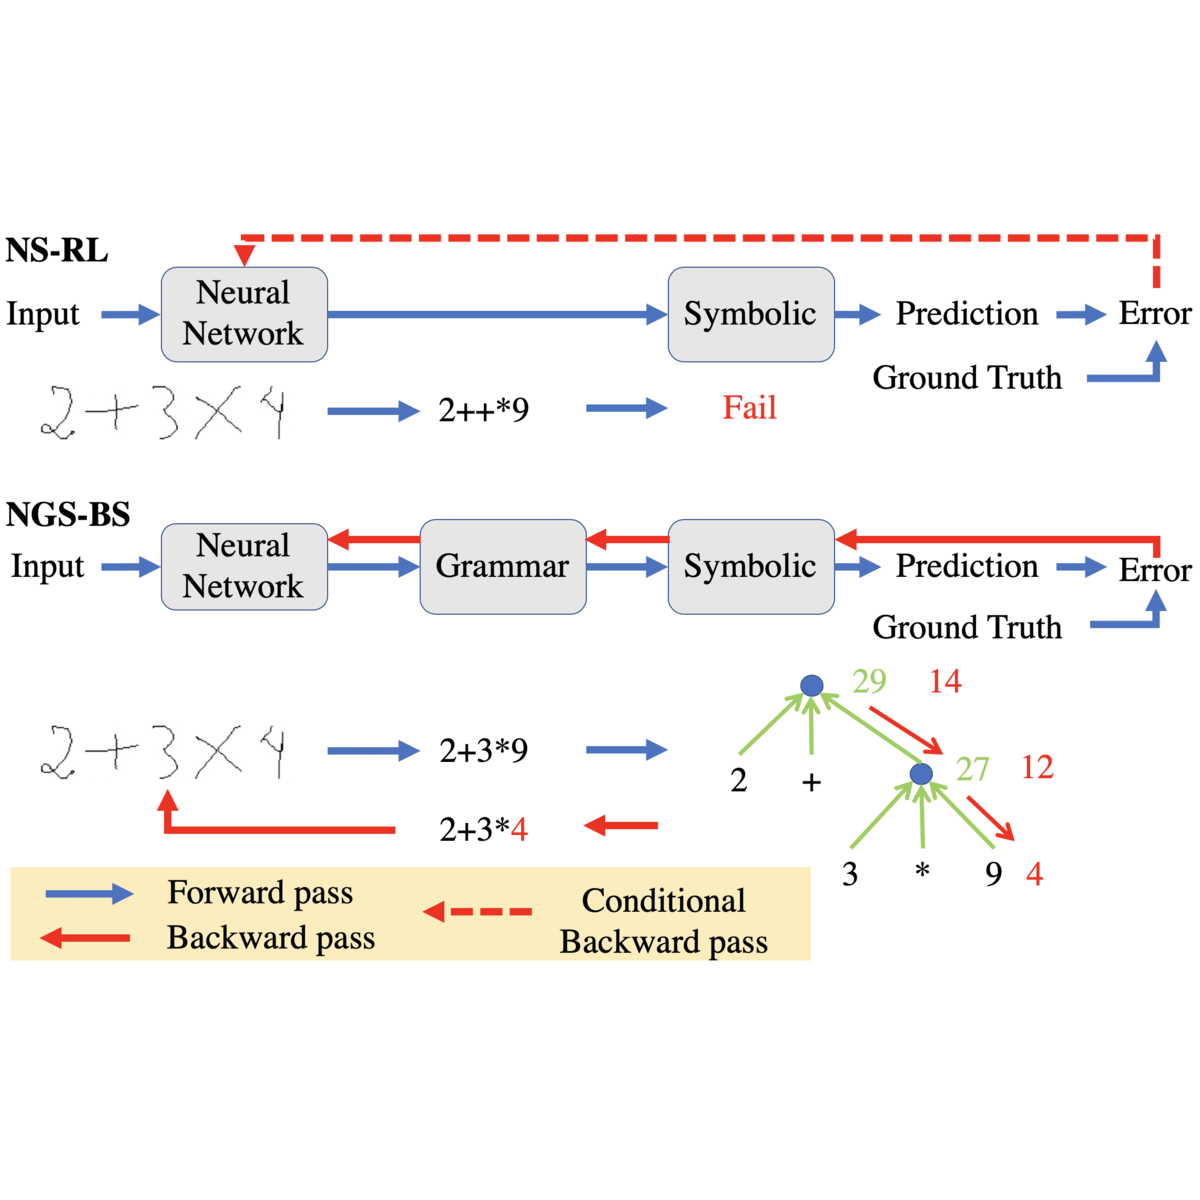 NS-RL
Input
Neural
Network
Symbolic
Prediction
Error
Ground Truth
2+3×4
2++*9
Fail
NGS-BS
Input
Neural
Network
Grammar
Symbolic
Prediction
Error
Ground Truth
29 14
2+3×4
2+3*9
2 +
27 12
2+3*4
3 * 9 4
Forward pass
Backward pass
Conditional
Backward pass